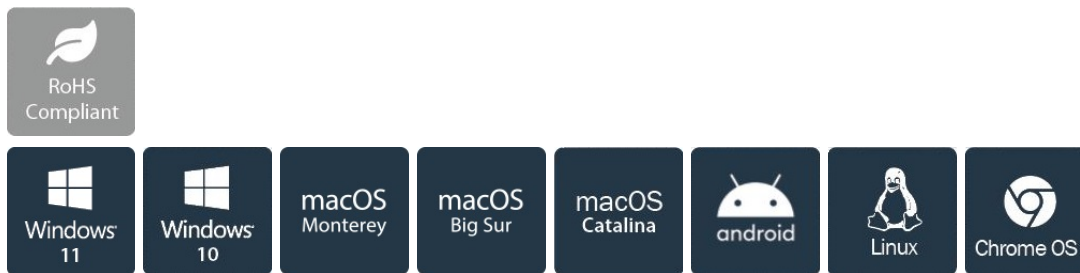 RoHS
Compliant
Windows
11
Windows
10
macOS
Monterey
macOS
Big Sur
macOS
Catalina
android
Linux
Chrome OS